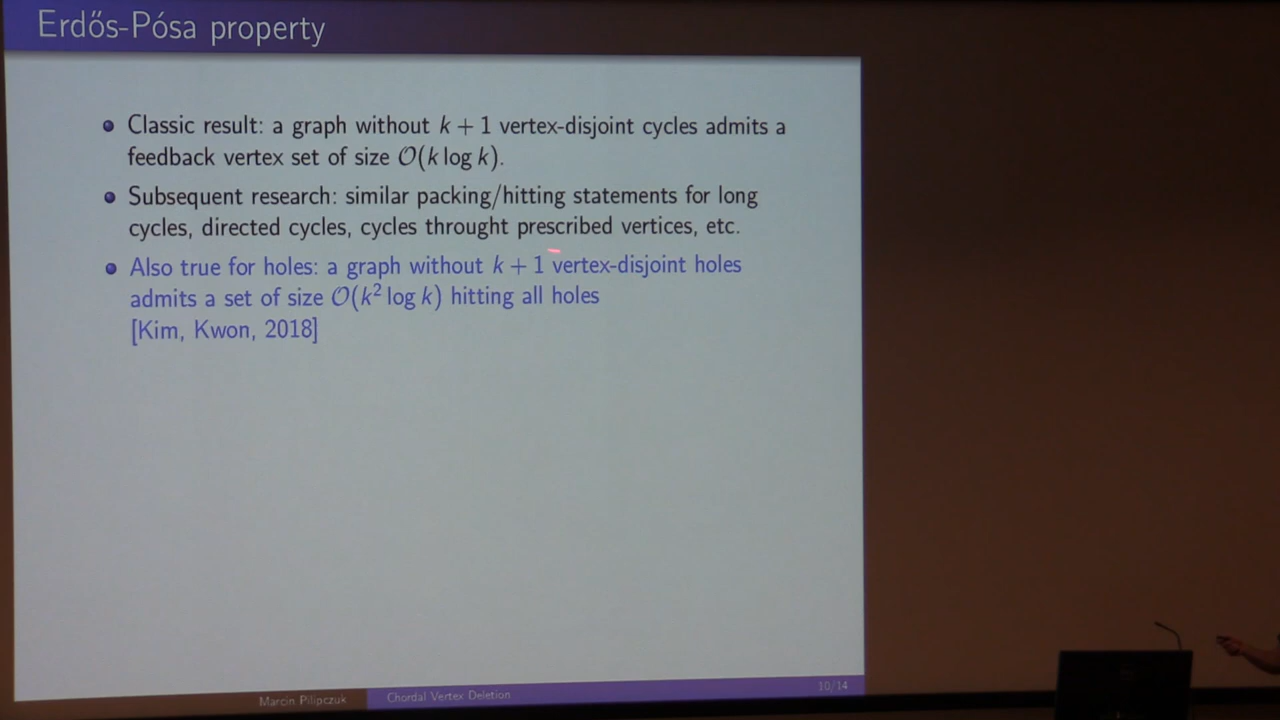 Erdős-Pósa property
Classic result: a graph without k + 1 vertex-disjoint cycles admits a
feedback vertex set of size O(k log k).
Subsequent research: similar packing/hitting statements for long
cycles, directed cycles, cycles throught prescribed vertices, etc.
Also true for holes: a graph without k + 1 vertex-disjoint holes
admits a set of size O(k² log k) hitting all holes
[Kim, Kwon, 2018]
Marcin Pilipczuk
Chordal Vertex Deletion
10/14